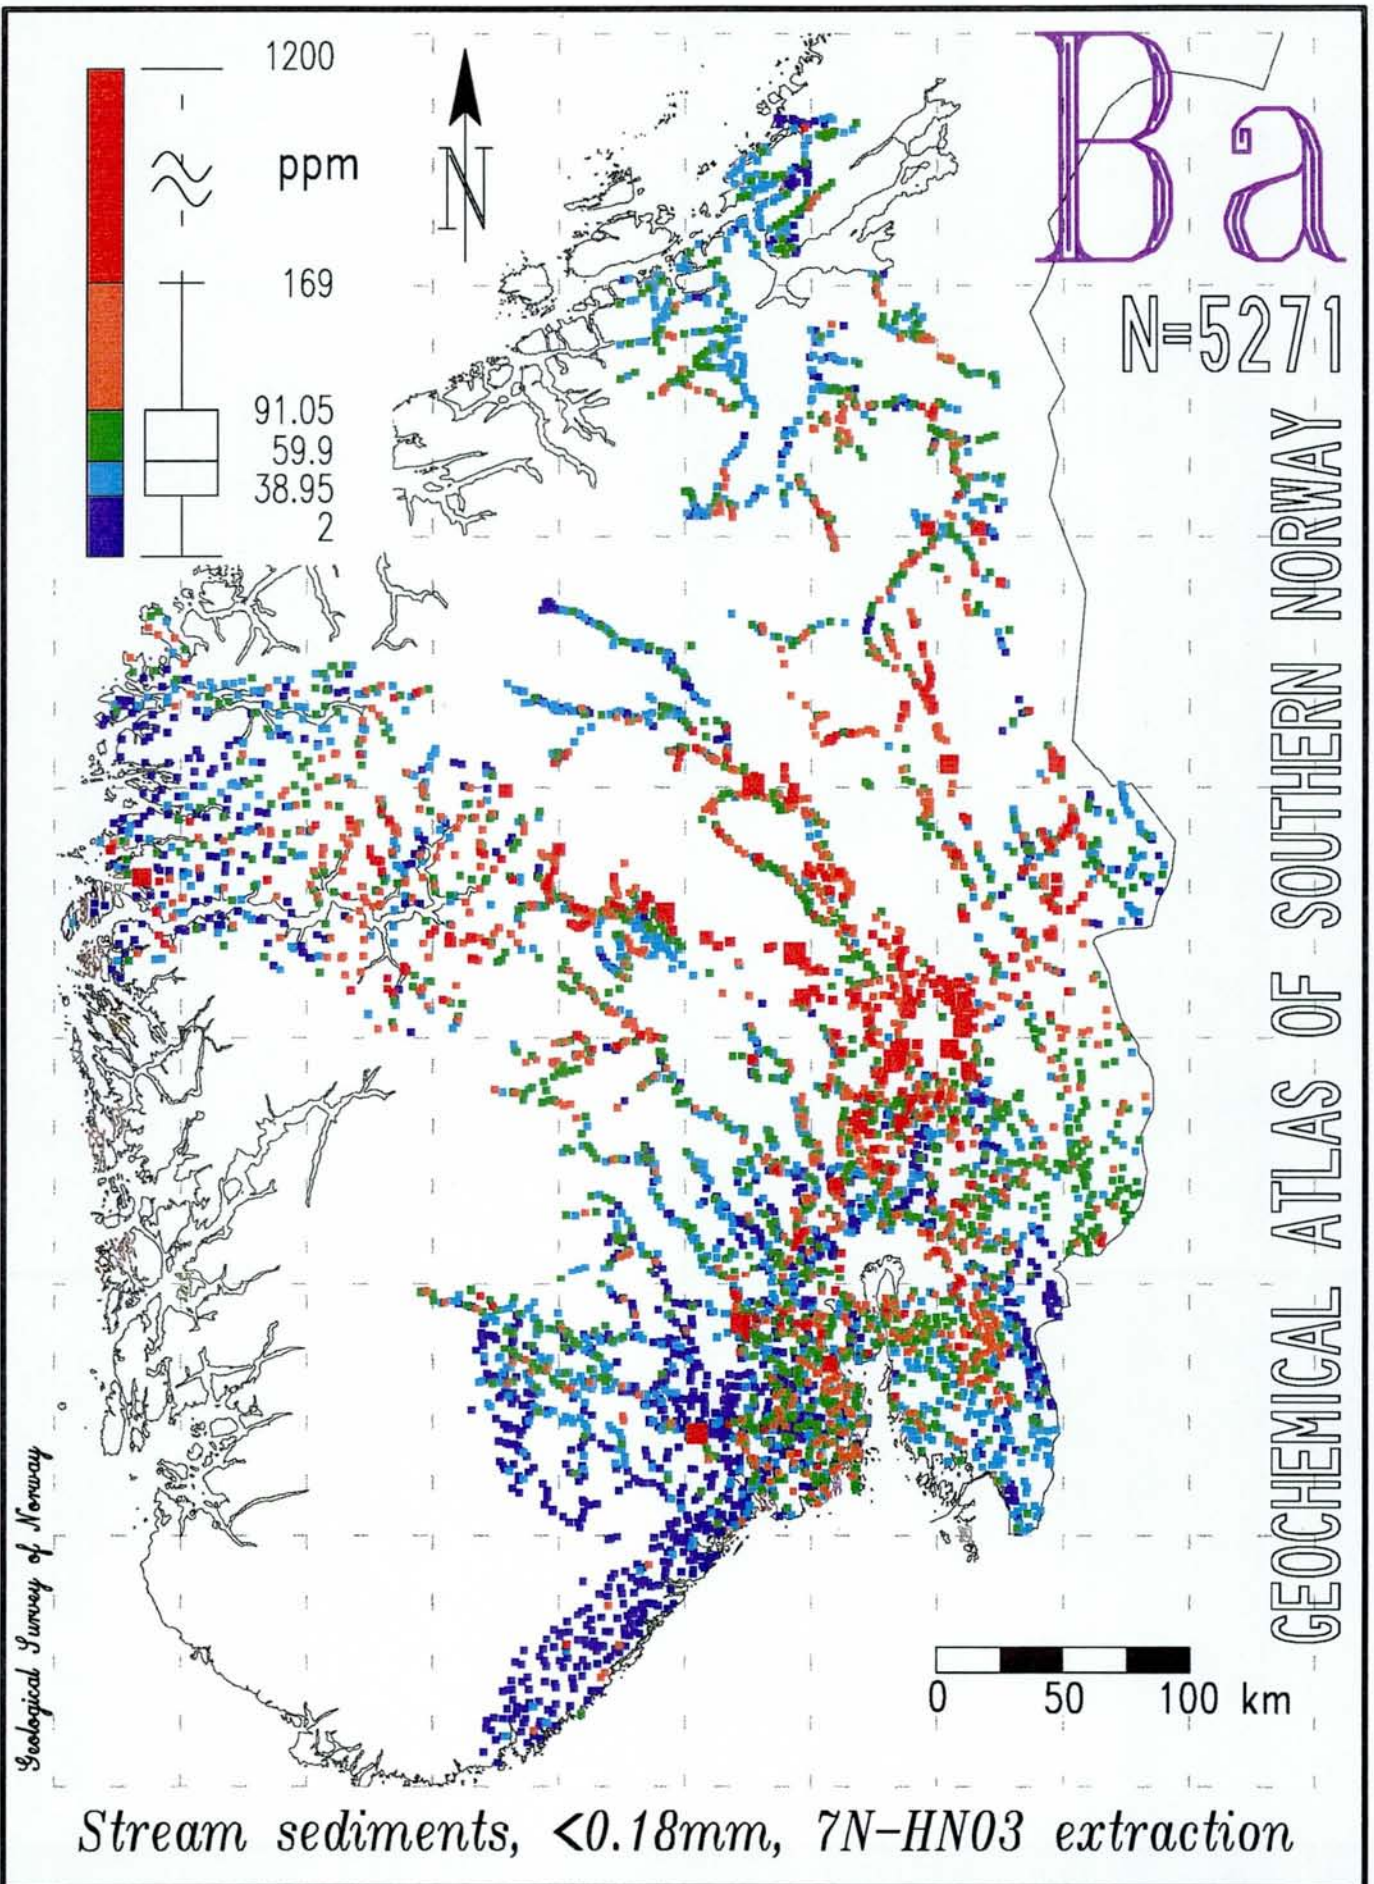 1200
ppm
169
91.05
59.9
38.95
2
N
Ba
N=5271
GEOCHEMICAL ATLAS OF SOUTHERN NORWAY
Geological Survey of Norway
0 50 100 km
Stream sediments, <0.18mm, 7N-HNO3 extraction